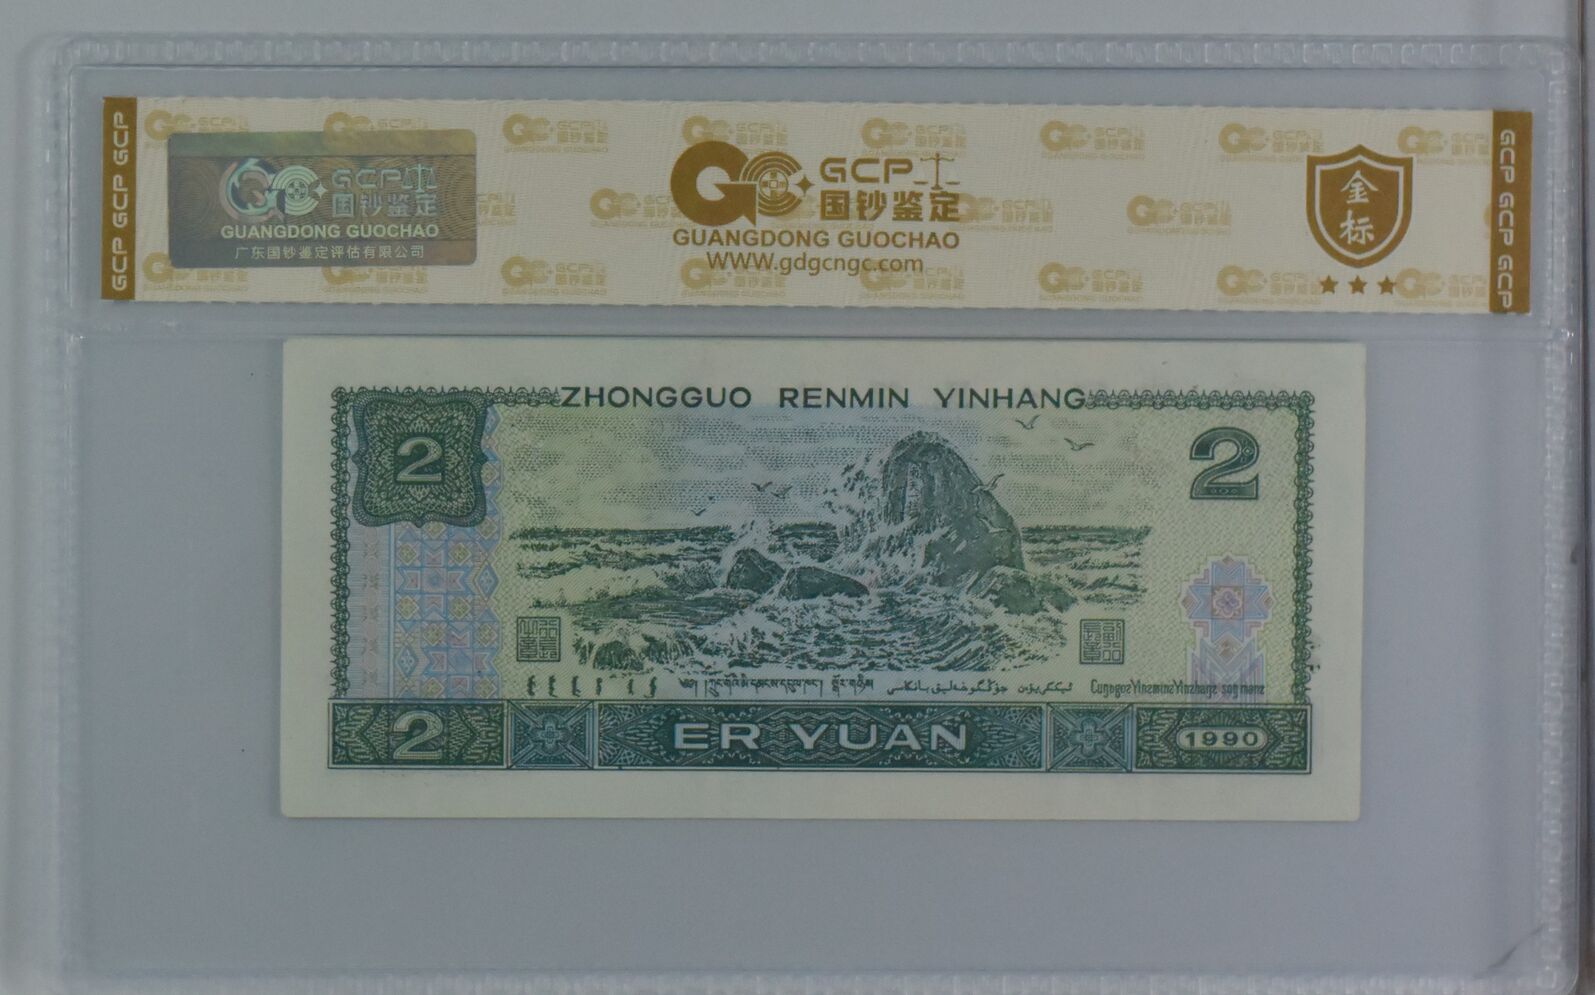 GCP GCP GCP GCP
GCP
国钞鉴定
GUANGDONG GUOCHAO
广东国钞鉴定评估有限公司
GCP
国钞鉴定
GUANGDONG GUOCHAO
WWW.gdgcngc.com
金标
GCP GCP GCP GCP
ZHONGGUO RENMIN YINHANG
2
2
2
ER YUAN
1990